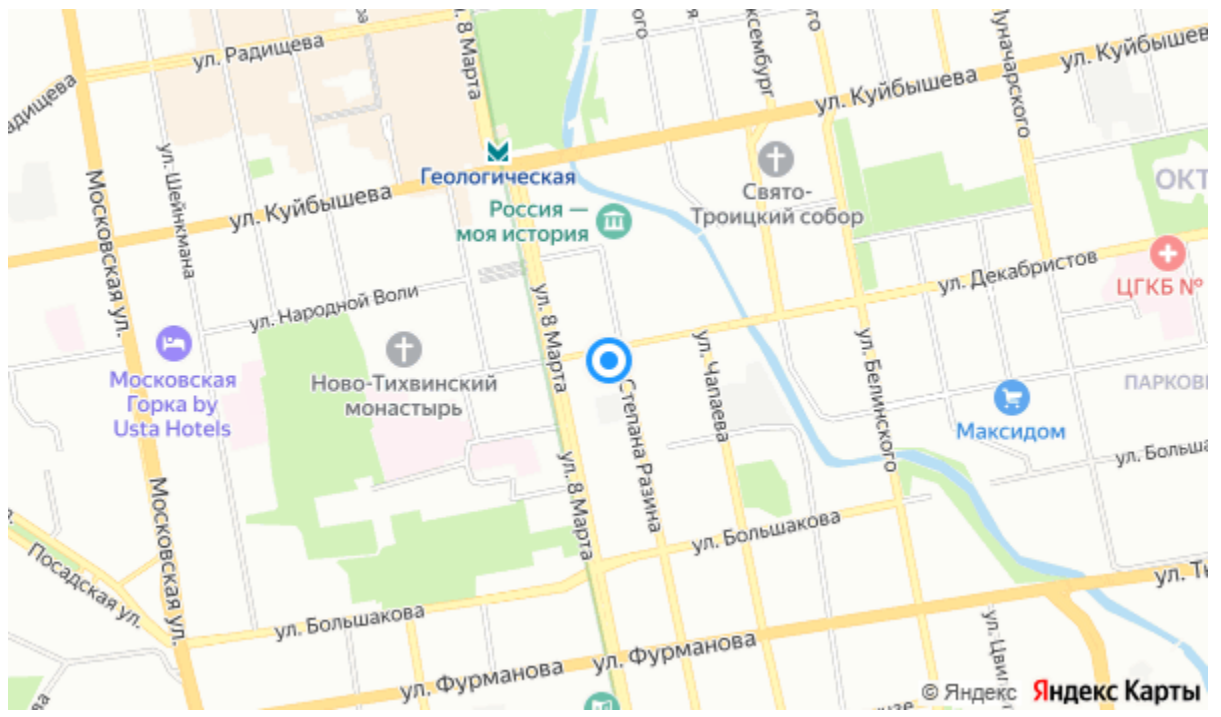 ул. Радищева
ул. 8 Марта
ул. Куйбышева
ул. Куйбышев
Луначарского
Радищева
ул. Шейнкмана
Московская ул.
Геологическая
ул. Куйбышева
Россия —
моя история
Свято-
Троицкий собор
ОКТ
ул. Декабристов
ЦГКБ №
ул. Народной Воли
ул. 8 Марта
Ново-Тихвинский
монастырь
Московская
Горка by
Usta Hotels
ул. Чапаева
ул. Белинского
Степана Разина
Максидом
ПАРКОВ
ул. Больша
ул. 8 Марта
Московская ул.
Посадская ул.
ул. Большакова
ул. Большакова
ул. Фурманова
ул. Фурманова
ул. Цви
© Яндекс Яндекс Карты